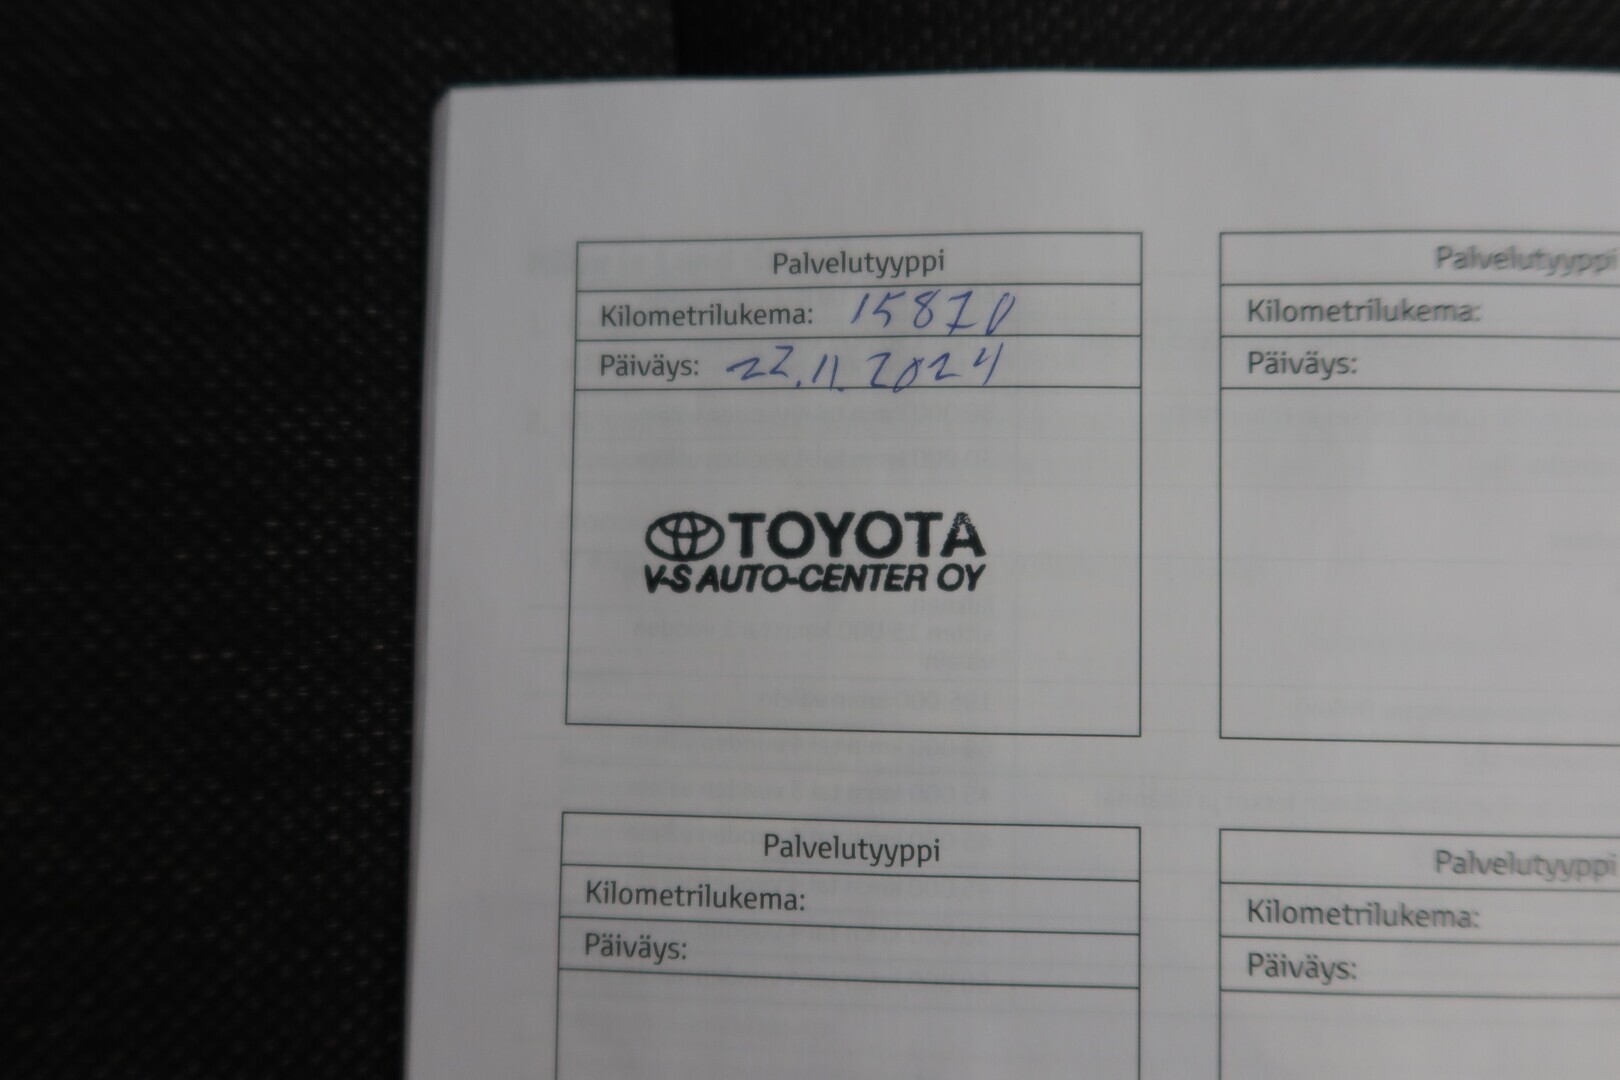 Palvelutyyppi
Kilometrilukema: 15870
Päiväys: 22.11.2024
TOYOTA
V-S AUTO-CENTER OY
Palvelutyyppi
Kilometrilukema:
Päiväys:
Palvelutyyppi
Kilometrilukema:
Päiväys:
Palvelutyyppi
Kilometrilukema:
Päiväys: